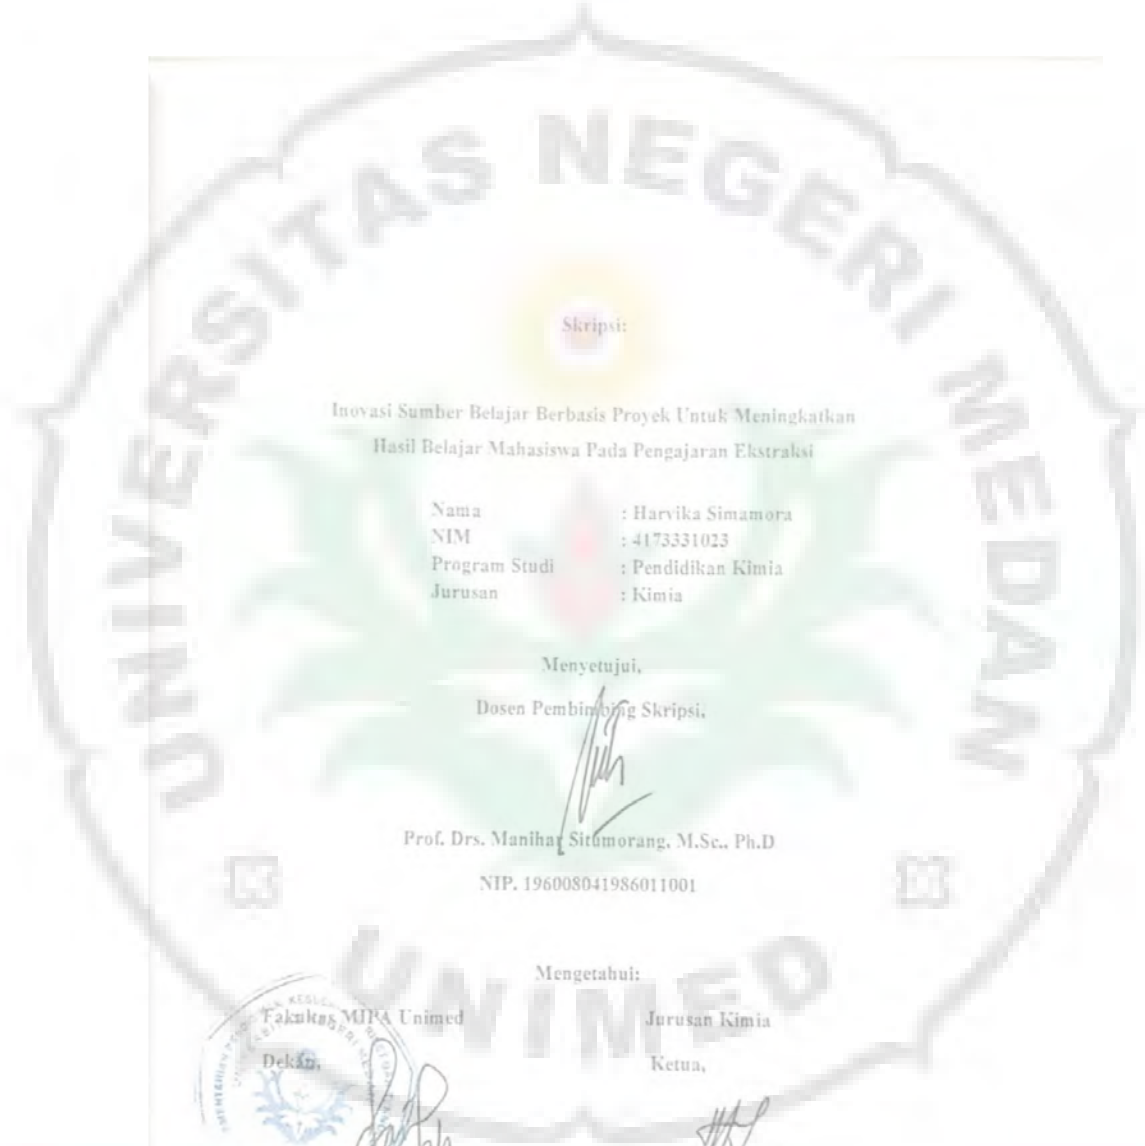 UNIVERSITAS NEGERI MEDAN
Skripsi:
Inovasi Sumber Belajar Berbasis Proyek Untuk Meningkatkan
Hasil Belajar Mahasiswa Pada Pengajaran Ekstraksi
Nama : Harvika Simamora
NIM : 4173331023
Program Studi : Pendidikan Kimia
Jurusan : Kimia
Menyetujui,
Dosen Pembimbing Skripsi,
Prof. Drs. Manihar Situmorang, M.Sc., Ph.D
NIP. 196008041986011001
UNIMED
Mengetahui:
Fakultas MIPA Unimed Jurusan Kimia
Dekan, Ketua,